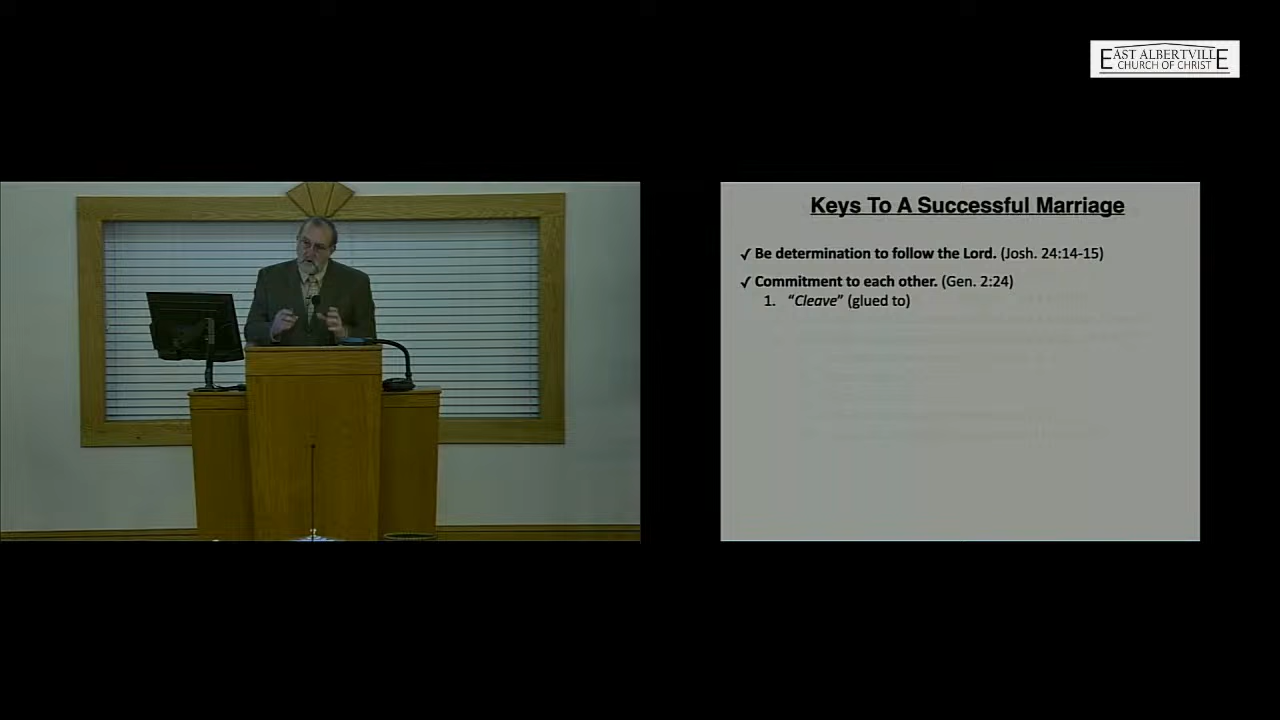 EAST ALBERTVILLE
CHURCH OF CHRIST
Keys To A Successful Marriage
✓ Be determination to follow the Lord. (Josh. 24:14-15)
✓ Commitment to each other. (Gen. 2:24)
1. “Cleave” (glued to)